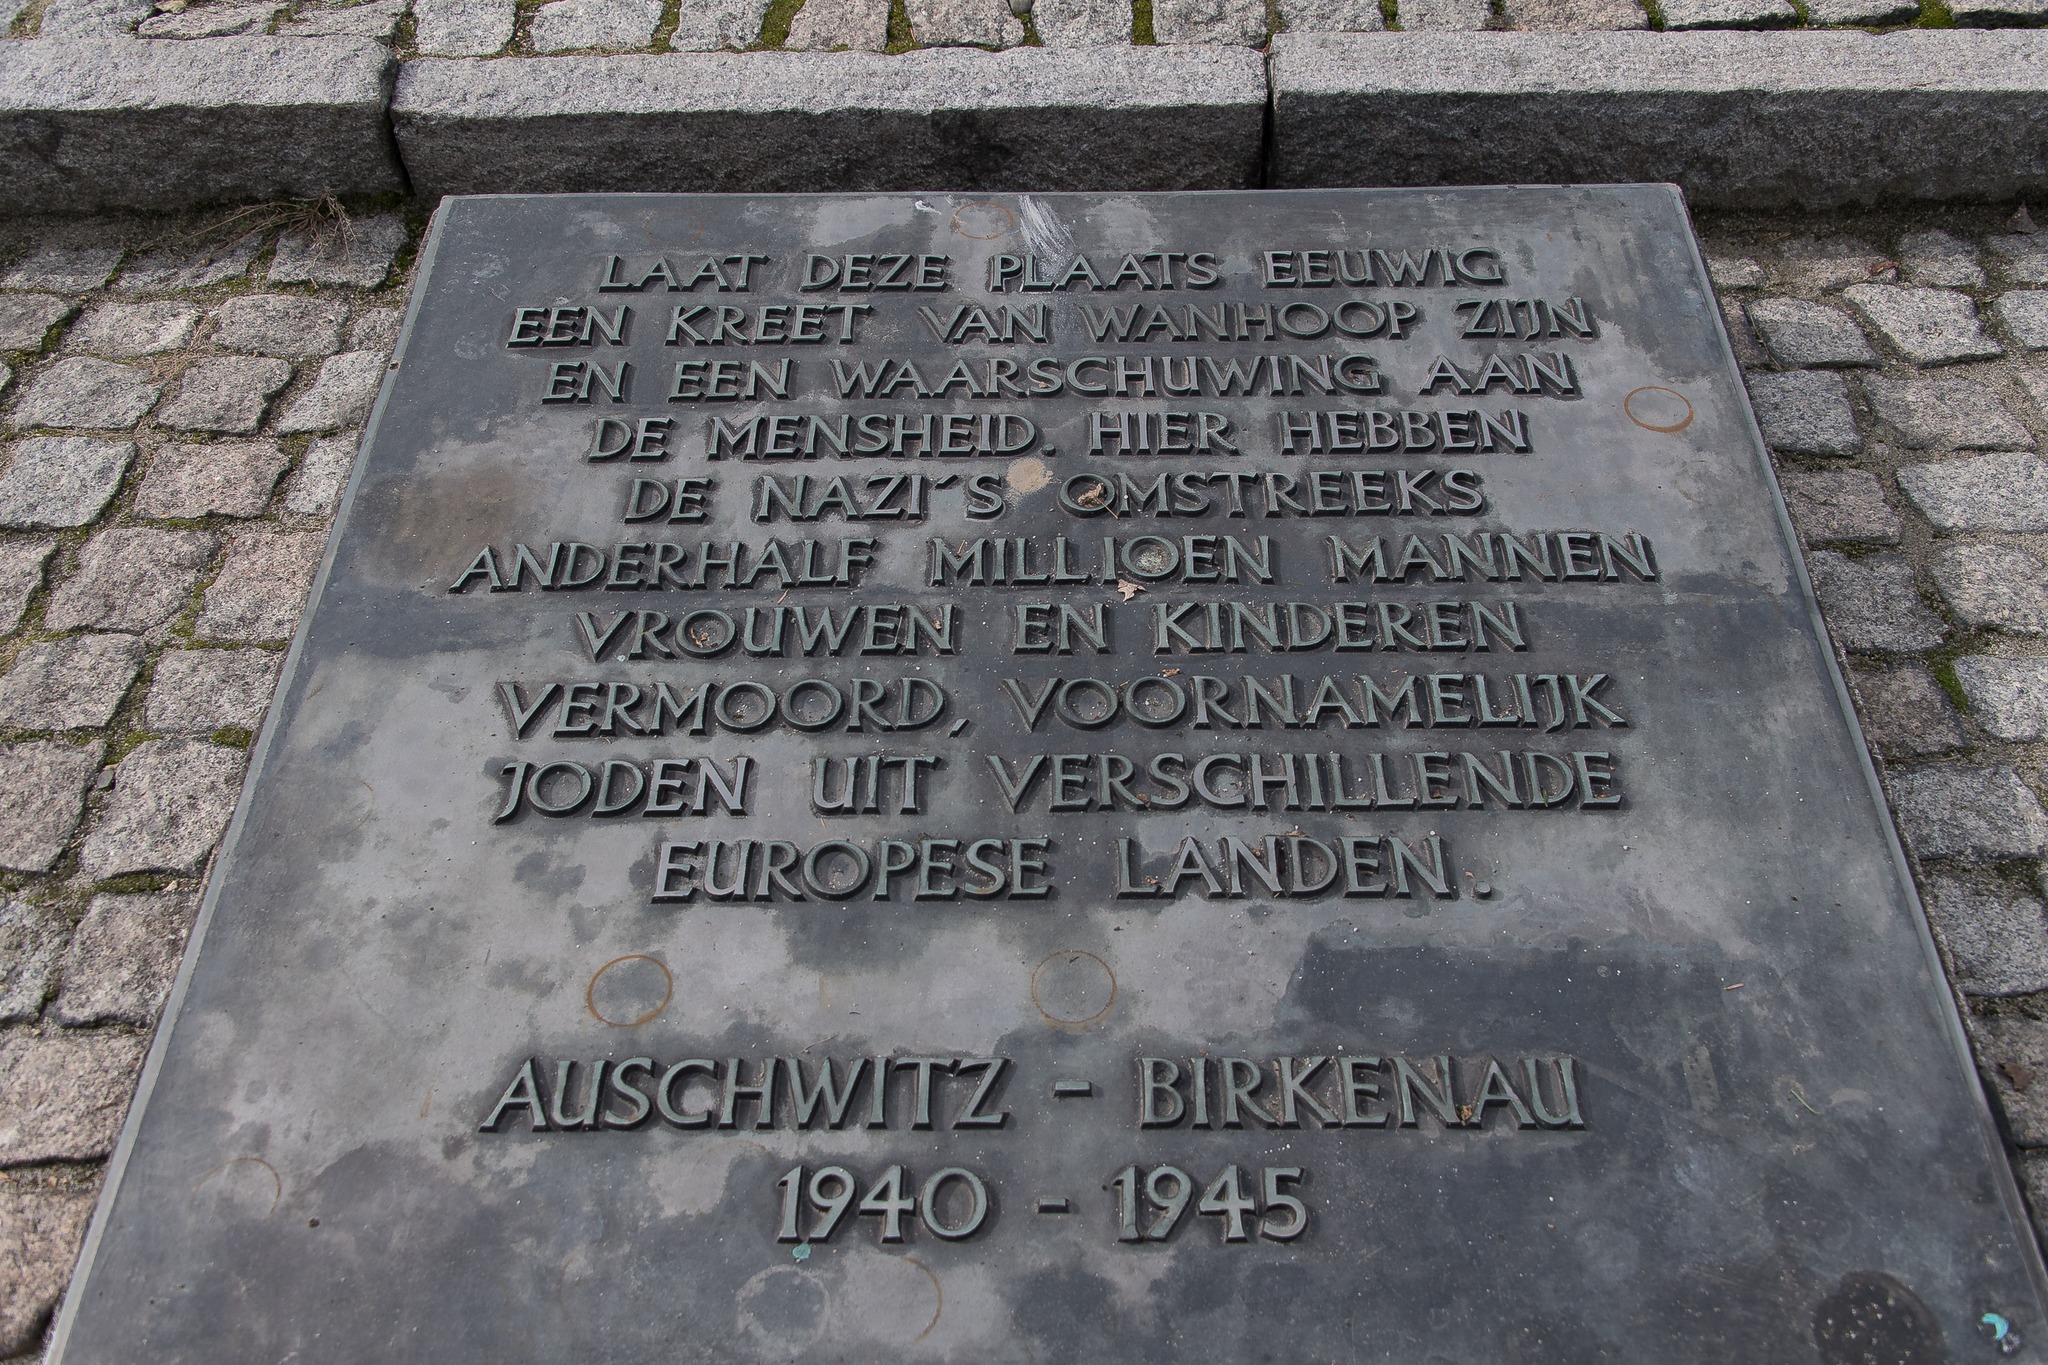 LAAT DEZE PLAATS EEUWIG
EEN KREET VAN WANHOOP ZIJN
EN EEN WAARSCHUWING AAN
DE MENSHEID. HIER HEBBEN
DE NAZI´S OMSTREEKS
ANDERHALF MILLIOEN MANNEN
VROUWEN EN KINDEREN
VERMOORD, VOORNAMELIJK
JODEN UIT VERSCHILLENDE
EUROPESE LANDEN.
AUSCHWITZ - BIRKENAU
1940 - 1945